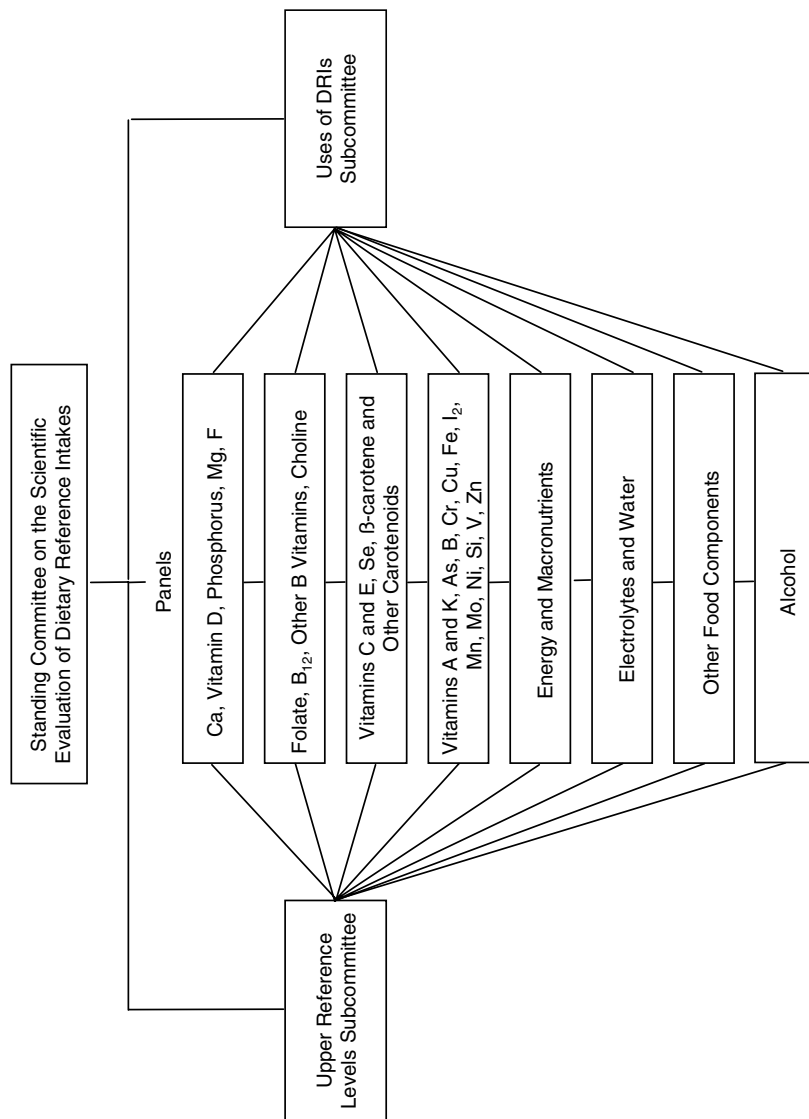 Standing Committee on the Scientific
Evaluation of Dietary Reference Intakes
Panels
Ca, Vitamin D, Phosphorus, Mg, F
Folate, B₁₂, Other B Vitamins, Choline
Vitamins C and E, Se, ß-carotene and
Other Carotenoids
Vitamins A and K, As, B, Cr, Cu, Fe, I₂,
Mn, Mo, Ni, Si, V, Zn
Energy and Macronutrients
Electrolytes and Water
Other Food Components
Alcohol
Upper Reference
Levels Subcommittee
Uses of DRIs
Subcommittee